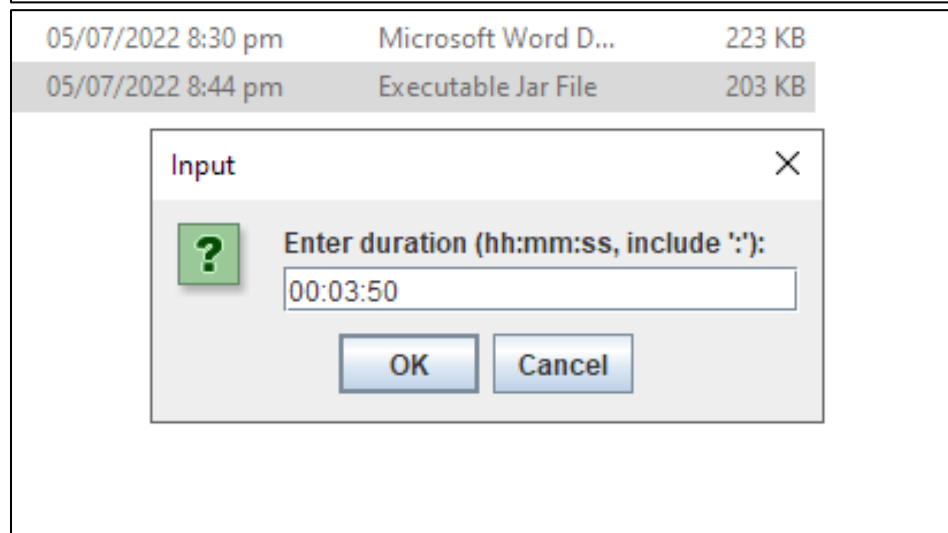 05/07/2022 8:30 pm Microsoft Word D... 223 KB
05/07/2022 8:44 pm Executable Jar File 203 KB
Input
?
Enter duration (hh:mm:ss, include ':'):
00:03:50
OK Cancel